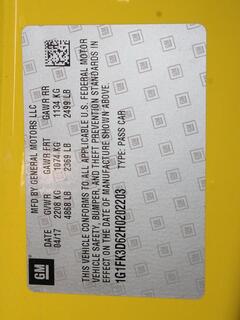 GM
MFD BY GENERAL MOTORS LLC
DATE GVWR GAWR FRT GAWR RR
04/17 2208 KG 1074 KG 1134 KG
4868 LB 2369 LB 2499 LB
THIS VEHICLE CONFORMS TO ALL APPLICABLE U.S. FEDERAL MOTOR
VEHICLE SAFETY, BUMPER, AND THEFT PREVENTION STANDARDS IN
EFFECT ON THE DATE OF MANUFACTURE SHOWN ABOVE.
1G1FK3D62H0202203 TYPE: PASS CAR